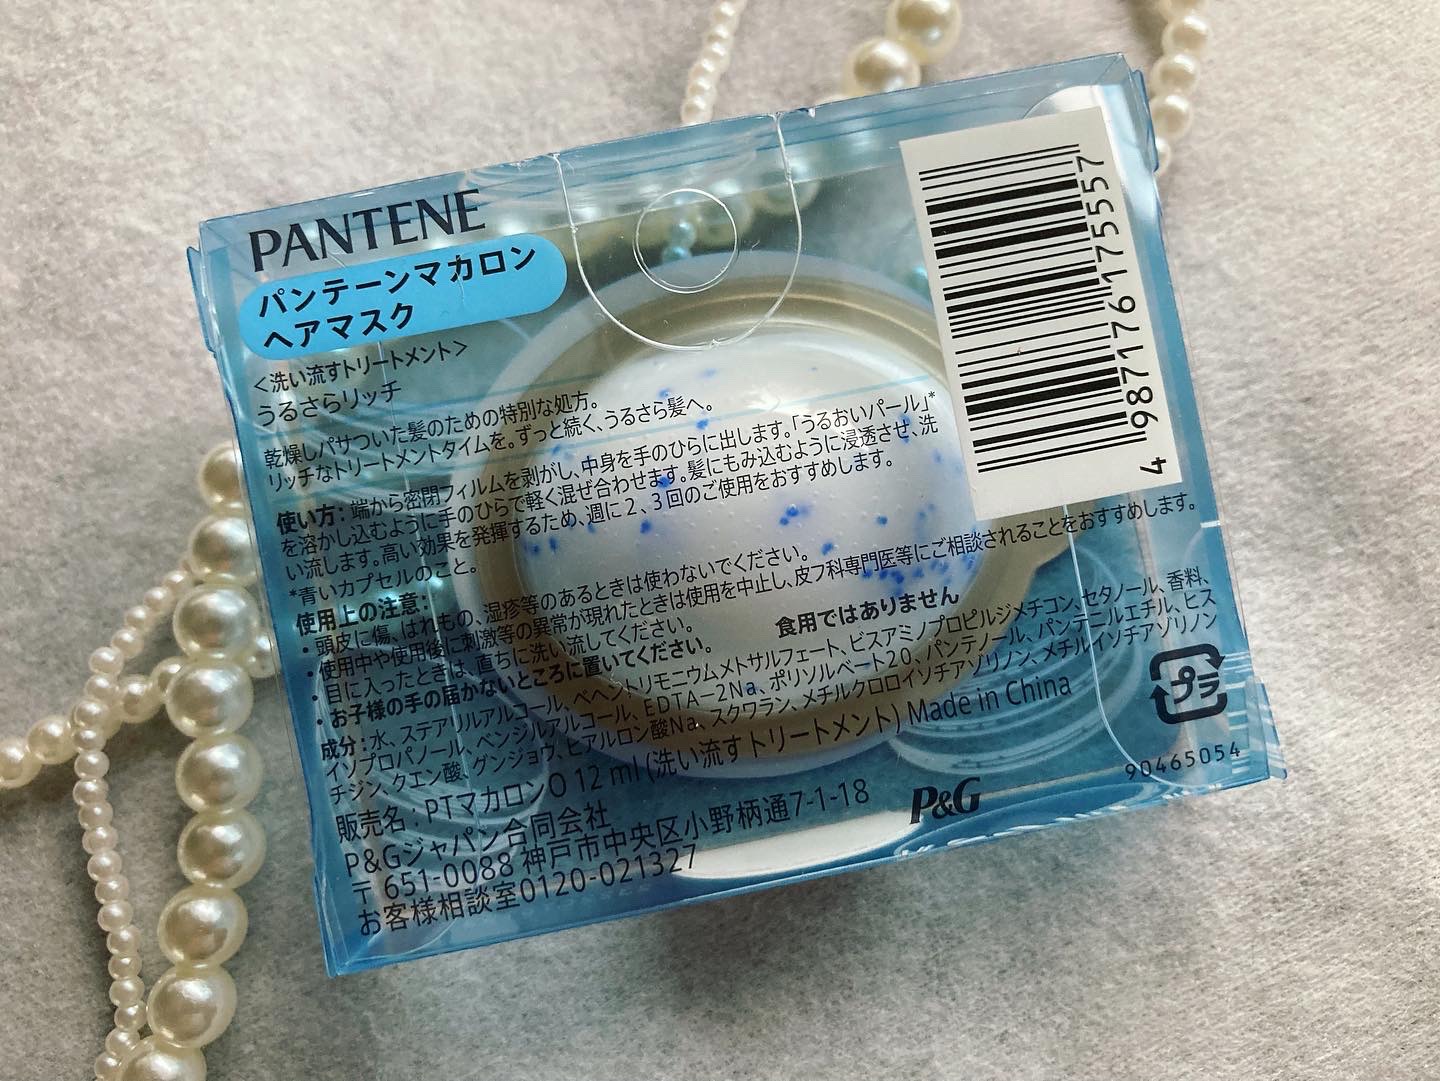 PANTENE
パンテーンマカロン
ヘアマスク
<洗い流すトリートメント>
うるさらリッチ
乾燥しパサついた髪のための特別な処方。
リッチなトリートメントタイムを。ずっと続く、うるさら髪へ。
使い方：端から密閉フィルムを剥がし、中身を手のひらに出します。「うるおいパール」*
を溶かし込むように手のひらで軽く混ぜ合わせます。髪にもみ込むように浸透させ、洗
い流します。高い効果を発揮するため、週に2、3回のご使用をおすすめします。
*青いカプセルのこと。
使用上の注意：
・頭皮に傷、はれもの、湿疹等のあるときは使わないでください。
・使用中や使用後に刺激等の異常が現れたときは使用を中止し、皮フ科専門医等にご相談されることをおすすめします。
・目に入ったときは、直ちに洗い流してください。
・お子様の手の届かないところに置いてください。
食用ではありません
成分：水、ステアリルアルコール、ベヘントリモニウムメトサルフェート、ビスアミノプロピルジメチコン、セタノール、香料、
イソプロパノール、ベンジルアルコール、EDTA-2Na、ポリソルベート20、パンテノール、パンテニルエチル、ヒス
チジン、クエン酸、グンジョウ、ヒアルロン酸Na、スクワラン、メチルクロロイソチアゾリノン、メチルイソチアゾリノン
販売名：PTマカロンO 12 ml (洗い流すトリートメント) Made in China
P&Gジャパン合同会社
〒651-0088 神戸市中央区小野柄通7-1-18
お客様相談室0120-021327
P&G
プラ
90465054
4 987176 175557